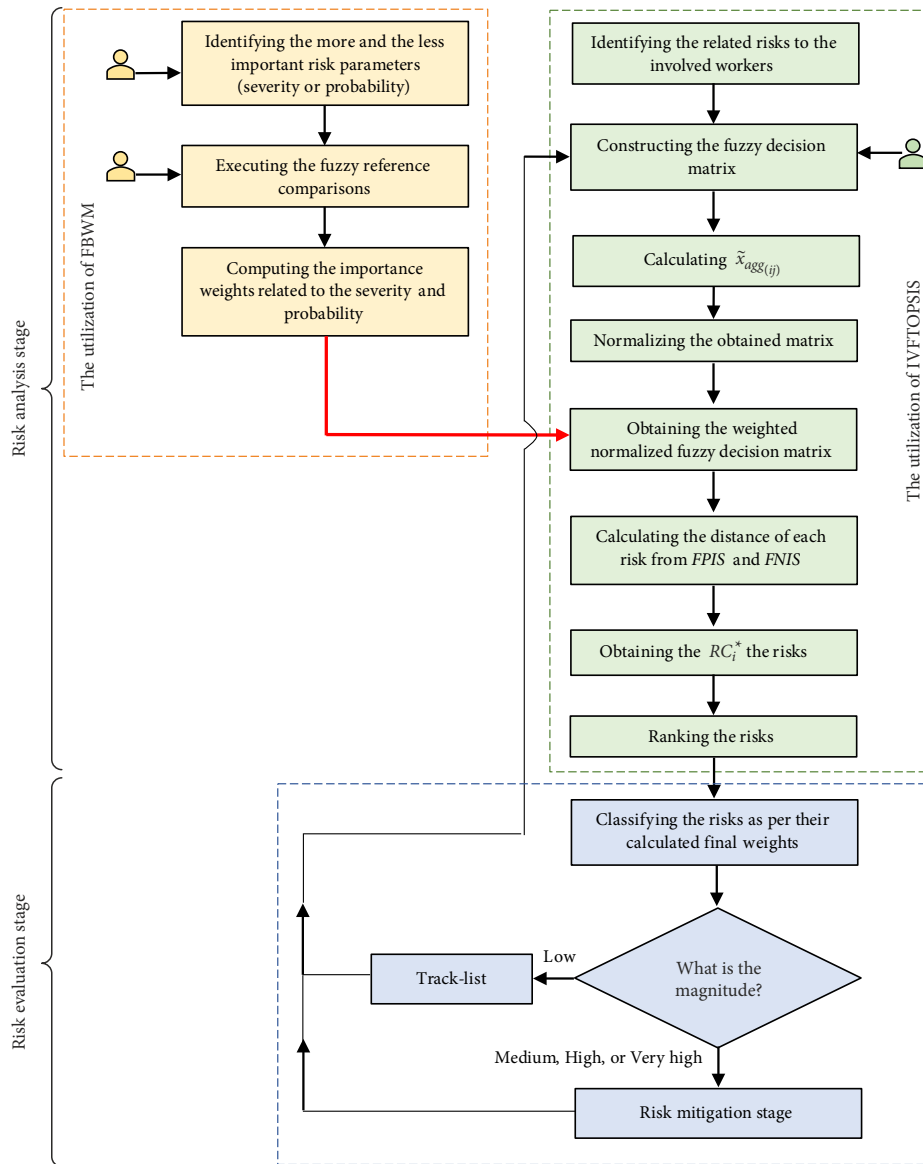 Risk analysis stage
The utilization of FBWM
Identifying the more and the less
important risk parameters
(severity or probability)
Executing the fuzzy reference
comparisons
Computing the importance
weights related to the severity and
probability
Identifying the related risks to the
involved workers
Constructing the fuzzy decision
matrix
Calculating x̃agg(ij)
Normalizing the obtained matrix
Obtaining the weighted
normalized fuzzy decision matrix
Calculating the distance of each
risk from FPIS and FNIS
Obtaining the RCi* the risks
Ranking the risks
The utilization of IVFTOPSIS
Risk evaluation stage
Classifying the risks as per their
calculated final weights
What is the
magnitude?
Low
Track-list
Medium, High, or Very high
Risk mitigation stage